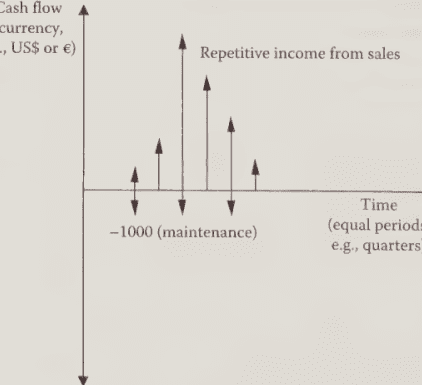 Cash flow
currency,
., US$ or €)
Repetitive income from sales
−1000 (maintenance)
Time
(equal periods
e.g., quarters)